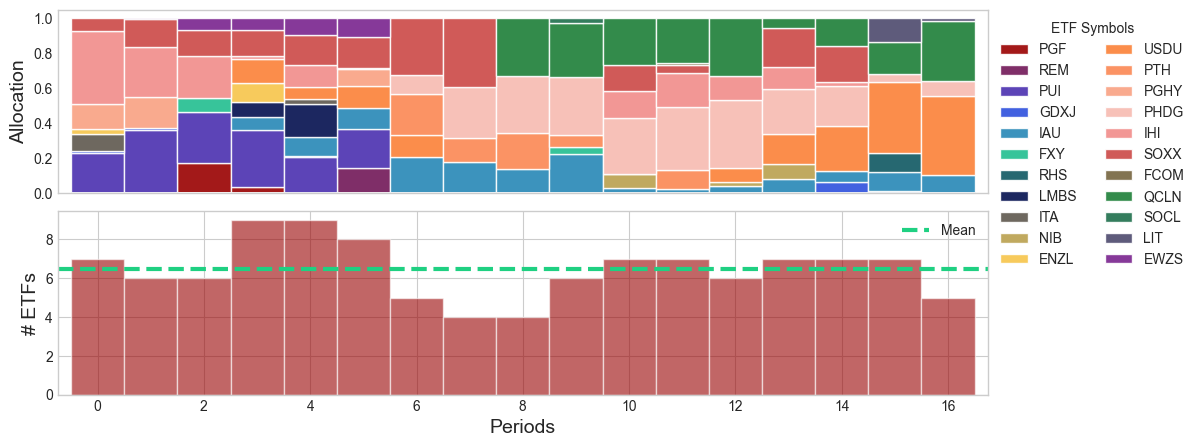 1.0
0.8
0.6
0.4
0.2
0.0
Allocation
ETF Symbols
PGF USDU
REM PTH
PUI PGHY
GDXJ PHDG
IAU IHI
FXY SOXX
RHS FCOM
LMBS QCLN
ITA SOCL
NIB LIT
ENZL EWZS
Mean
8
6
4
2
0
# ETFs
0 2 4 6 8 10 12 14 16
Periods